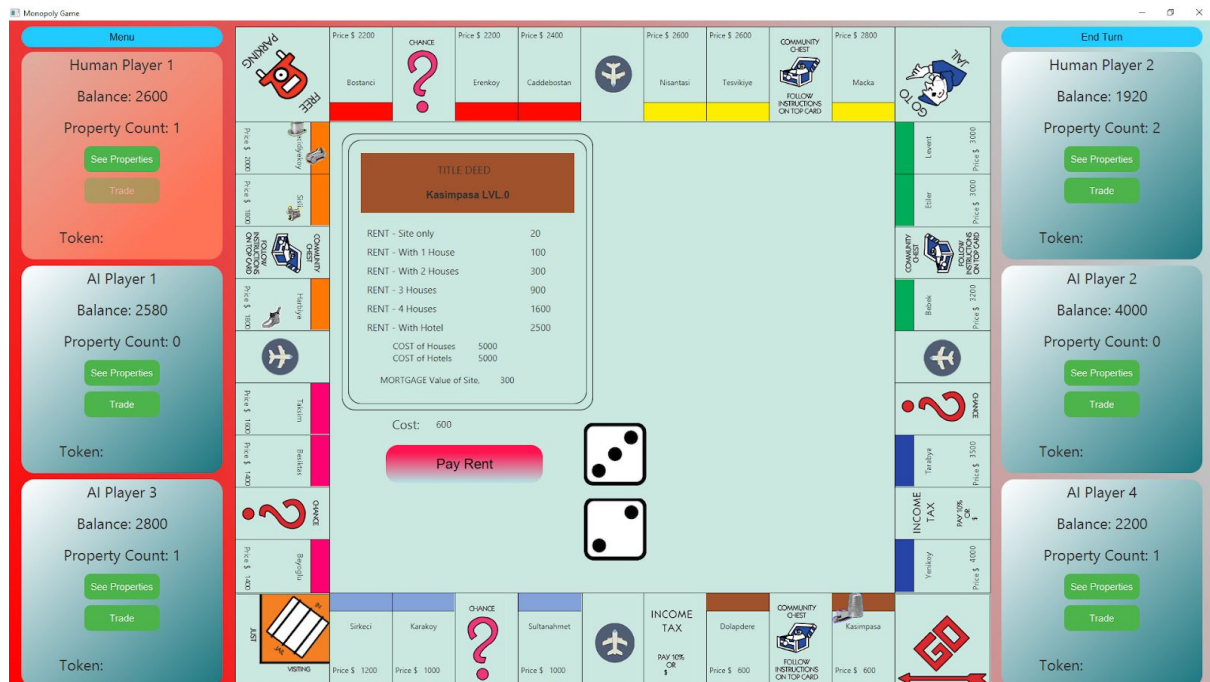 Monopoly Game
Menu
Human Player 1
Balance: 2600
Property Count: 1
See Properties
Trade
Token:
AI Player 1
Balance: 2580
Property Count: 0
See Properties
Trade
Token:
AI Player 3
Balance: 2800
Property Count: 1
See Properties
Trade
Token:
FREE
PARKING
Price $ 2200
Bostanci
CHANCE
Price $ 2200
Erenkoy
Price $ 2400
Caddebostan
Price $ 2600
Nisantasi
Price $ 2600
Tesvikiye
COMMUNITY
CHEST
FOLLOW
INSTRUCTIONS
ON TOP CARD
Price $ 2800
Macka
GO TO
JAIL
Price $ 2000
Price $ 1800
Sisli
COMMUNITY
CHEST
FOLLOW
INSTRUCTIONS
ON TOP CARD
Price $ 1800
Harbiye
Price $ 1600
Taksim
Price $ 1400
Besiktas
CHANCE
Price $ 1400
Beyoglu
TITLE DEED
Kasimpasa LVL.0
RENT - Site only 20
RENT - With 1 House 100
RENT - With 2 Houses 300
RENT - 3 Houses 900
RENT - 4 Houses 1600
RENT - With Hotel 2500
COST of Houses 5000
COST of Hotels 5000
MORTGAGE Value of Site, 300
Cost: 600
Pay Rent
Levent
Price $ 3000
Etiler
Price $ 3000
COMMUNITY
CHEST
FOLLOW
INSTRUCTIONS
ON TOP CARD
Bebek
Price $ 3200
CHANCE
Tarabya
Price $ 3500
INCOME
TAX
PAY 10%
OR
$
Yenikoy
Price $ 4000
JUST
VISITING
IN
JAIL
Sirkeci
Price $ 1200
Karakoy
Price $ 1000
CHANCE
Sultanahmet
Price $ 1000
INCOME
TAX
PAY 10%
OR
$
Dolapdere
Price $ 600
COMMUNITY
CHEST
FOLLOW
INSTRUCTIONS
ON TOP CARD
Kasimpasa
Price $ 600
GO
End Turn
Human Player 2
Balance: 1920
Property Count: 2
See Properties
Trade
Token:
AI Player 2
Balance: 4000
Property Count: 0
See Properties
Trade
Token:
AI Player 4
Balance: 2200
Property Count: 1
See Properties
Trade
Token: